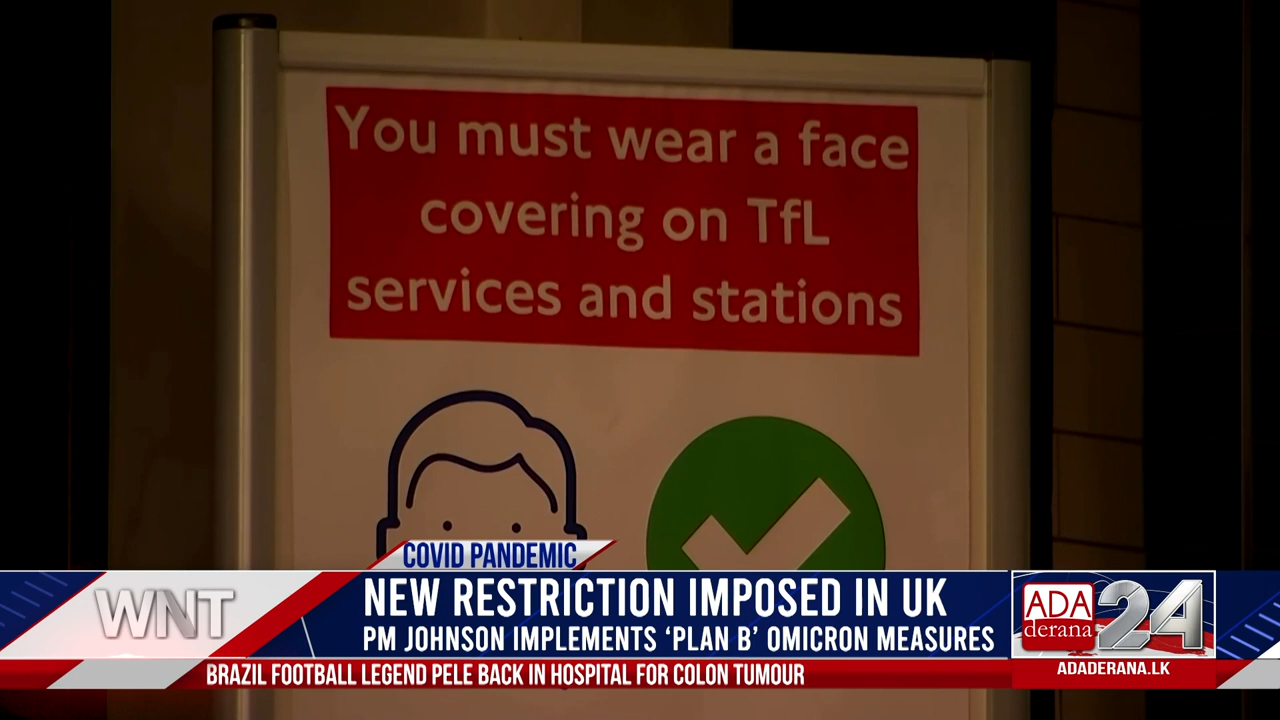 You must wear a face
covering on TfL
services and stations
COVID PANDEMIC
WNT
NEW RESTRICTION IMPOSED IN UK
PM JOHNSON IMPLEMENTS ‘PLAN B’ OMICRON MEASURES
ADA
derana
24
BRAZIL FOOTBALL LEGEND PELE BACK IN HOSPITAL FOR COLON TUMOUR
ADADERANA.LK